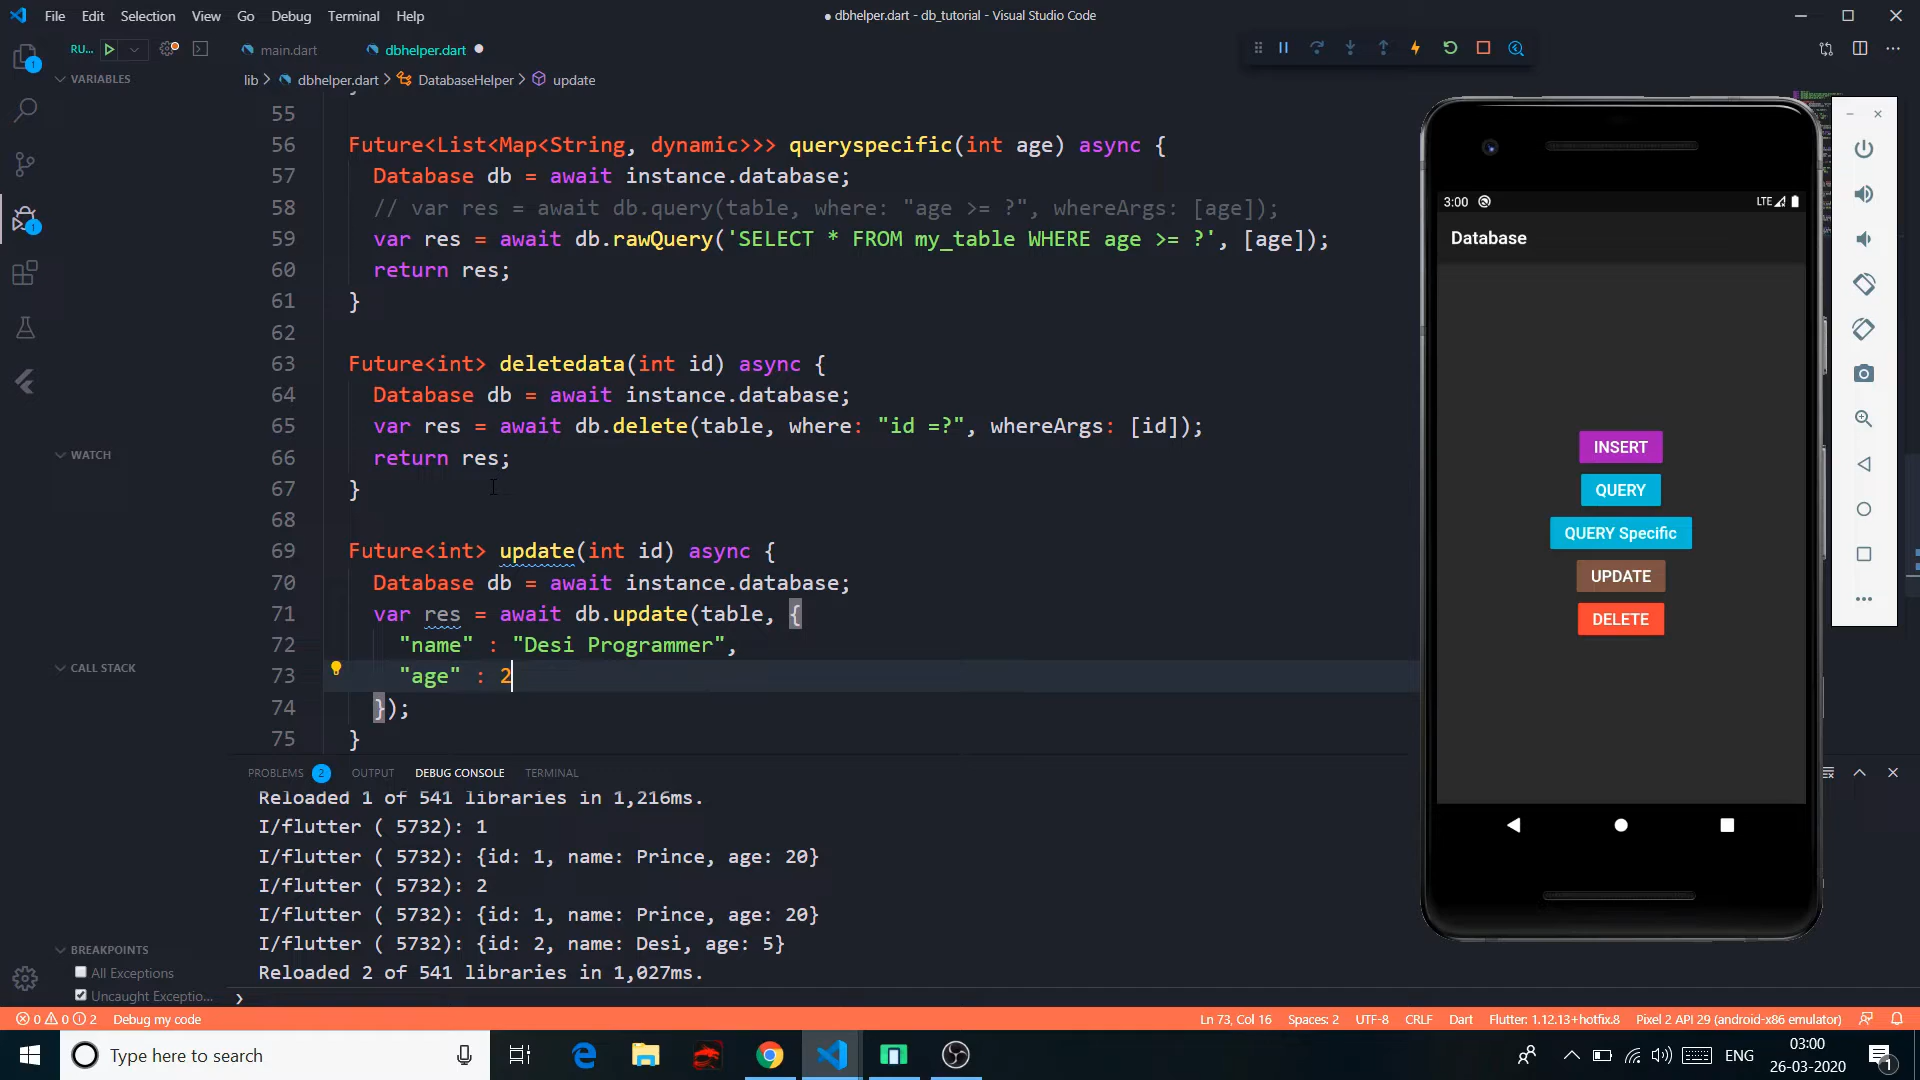 File Edit Selection View Go Debug Terminal Help
● dbhelper.dart - db_tutorial - Visual Studio Code
RU...
main.dart
dbhelper.dart
VARIABLES
lib > dbhelper.dart > DatabaseHelper > update
55
56 Future<List<Map<String, dynamic>>> queryspecific(int age) async {
57 Database db = await instance.database;
58 // var res = await db.query(table, where: "age >= ?", whereArgs: [age]);
59 var res = await db.rawQuery('SELECT * FROM my_table WHERE age >= ?', [age]);
60 return res;
61 }
62
63 Future<int> deletedata(int id) async {
64 Database db = await instance.database;
65 var res = await db.delete(table, where: "id =?", whereArgs: [id]);
66 return res;
67 }
68
69 Future<int> update(int id) async {
70 Database db = await instance.database;
71 var res = await db.update(table, {
72 "name" : "Desi Programmer",
73 "age" : 2
74 });
75 }
WATCH
CALL STACK
BREAKPOINTS
All Exceptions
Uncaught Exceptio...
PROBLEMS 2 OUTPUT DEBUG CONSOLE TERMINAL
Reloaded 1 of 541 libraries in 1,216ms.
I/flutter ( 5732): 1
I/flutter ( 5732): {id: 1, name: Prince, age: 20}
I/flutter ( 5732): 2
I/flutter ( 5732): {id: 1, name: Prince, age: 20}
I/flutter ( 5732): {id: 2, name: Desi, age: 5}
Reloaded 2 of 541 libraries in 1,027ms.
3:00
LTE
Database
INSERT
QUERY
QUERY Specific
UPDATE
DELETE
0 0 2 Debug my code
Ln 73, Col 16 Spaces: 2 UTF-8 CRLF Dart Flutter: 1.12.13+hotfix.8 Pixel 2 API 29 (android-x86 emulator)
Type here to search
ENG
03:00
26-03-2020
1